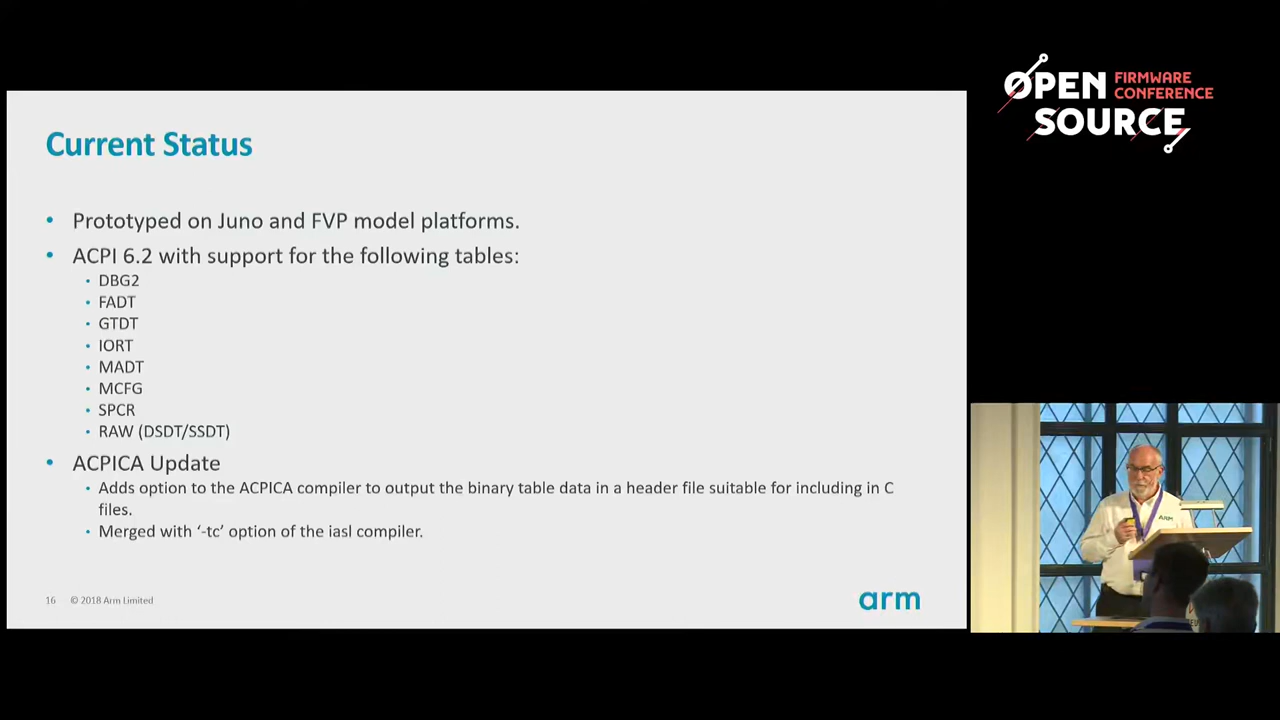 OPEN FIRMWARE
CONFERENCE
SOURCE
Current Status
• Prototyped on Juno and FVP model platforms.
• ACPI 6.2 with support for the following tables:
• DBG2
• FADT
• GTDT
• IORT
• MADT
• MCFG
• SPCR
• RAW (DSDT/SSDT)
• ACPICA Update
• Adds option to the ACPICA compiler to output the binary table data in a header file suitable for including in C
files.
• Merged with ‘-tc’ option of the iasl compiler.
16 © 2018 Arm Limited
arm
ARM